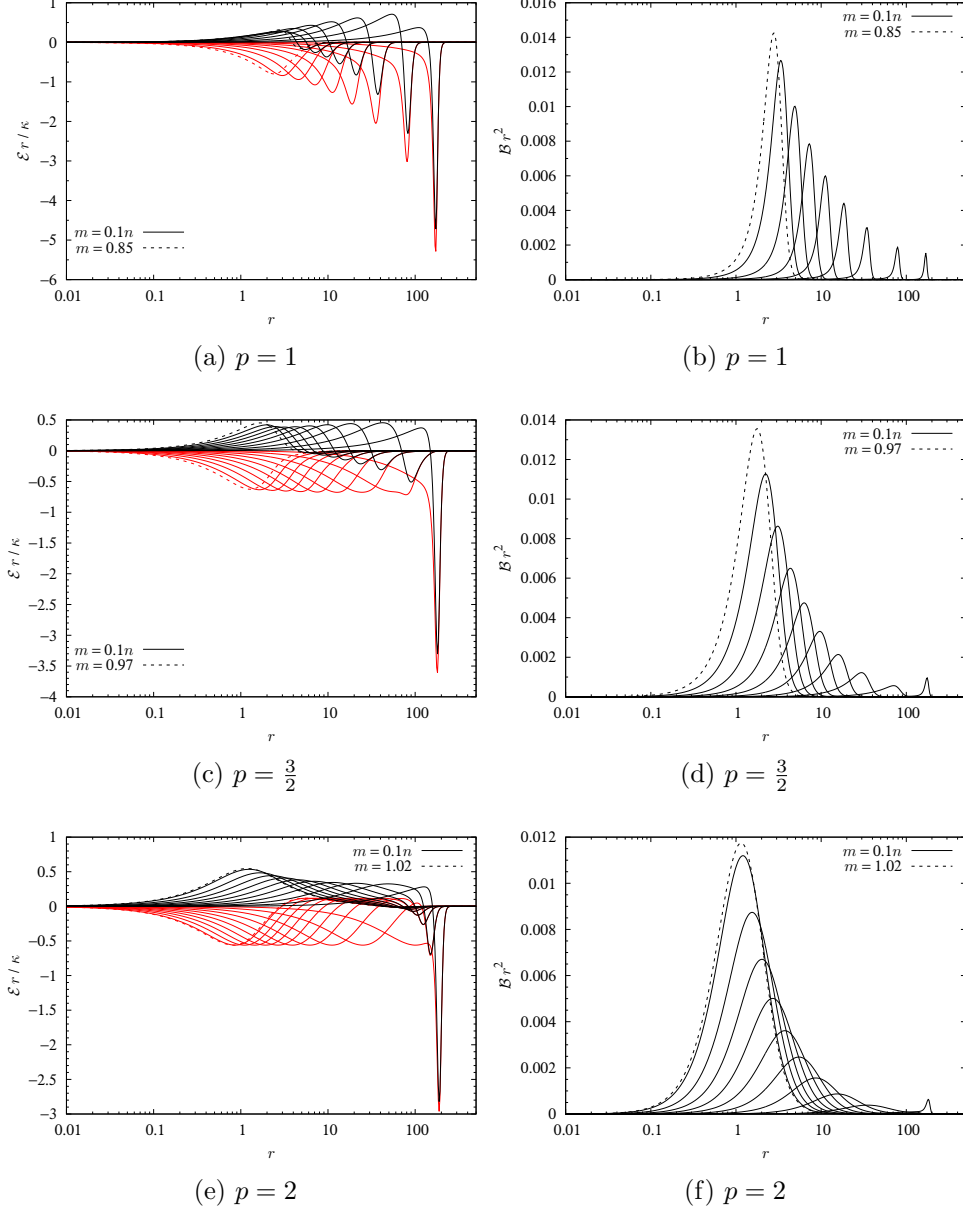 1
0
−1
−2
−3
−4
−5
−6
0.01 0.1 1 10 100
ℰ r / κ
r
m = 0.1n
m = 0.85
(a) p = 1
0.016
0.014
0.012
0.01
0.008
0.006
0.004
0.002
0
0.01 0.1 1 10 100
ℬ r²
r
m = 0.1n
m = 0.85
(b) p = 1
0.5
0
−0.5
−1
−1.5
−2
−2.5
−3
−3.5
−4
0.01 0.1 1 10 100
ℰ r / κ
r
m = 0.1n
m = 0.97
(c) p = 3/2
0.014
0.012
0.01
0.008
0.006
0.004
0.002
0
0.01 0.1 1 10 100
ℬ r²
r
m = 0.1n
m = 0.97
(d) p = 3/2
1
0.5
0
−0.5
−1
−1.5
−2
−2.5
−3
0.01 0.1 1 10 100
ℰ r / κ
r
m = 0.1n
m = 1.02
(e) p = 2
0.012
0.01
0.008
0.006
0.004
0.002
0
0.01 0.1 1 10 100
ℬ r²
r
m = 0.1n
m = 1.02
(f) p = 2